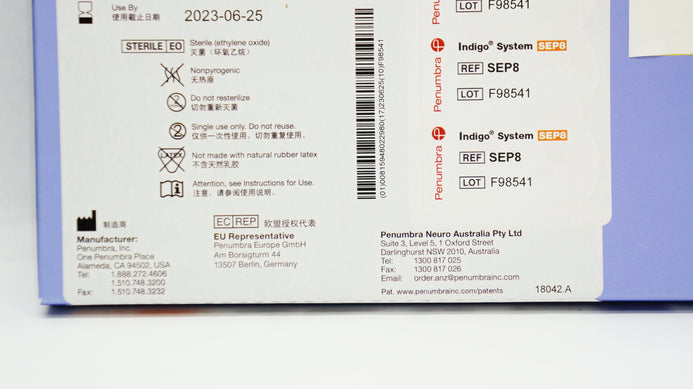 Use By
使用截止日期
2023-06-25
STERILE EO
Sterile (ethylene oxide)
灭菌（环氧乙烷）
Nonpyrogenic
无热原
Do not resterilize
切勿重新灭菌
2
Single use only, Do not reuse.
仅供一次性使用。切勿重复使用。
LATEX
Not made with natural rubber latex
不含天然乳胶
Attention, see Instructions for Use.
注意，请参阅使用说明。
(01)00815948022980(17)230625(10)F98541
Penumbra
LOT F98541
Penumbra
Indigo® System SEP8
REF SEP8
LOT F98541
Penumbra
Indigo® System SEP8
REF SEP8
LOT F98541
制造商
Manufacturer:
Penumbra, Inc.
One Penumbra Place
Alameda, CA 94502, USA
Tel: 1.888.272.4606
1.510.748.3200
Fax: 1.510.748.3232
EC REP 欧盟授权代表
EU Representative
Penumbra Europe GmbH
Am Borsigturm 44
13507 Berlin, Germany
Penumbra Neuro Australia Pty Ltd
Suite 3, Level 5, 1 Oxford Street
Darlinghurst NSW 2010, Australia
Tel: 1300 817 025
Fax: 1300 817 026
Email: order.anz@penumbrainc.com
Pat. www.penumbrainc.com/patents
18042.A